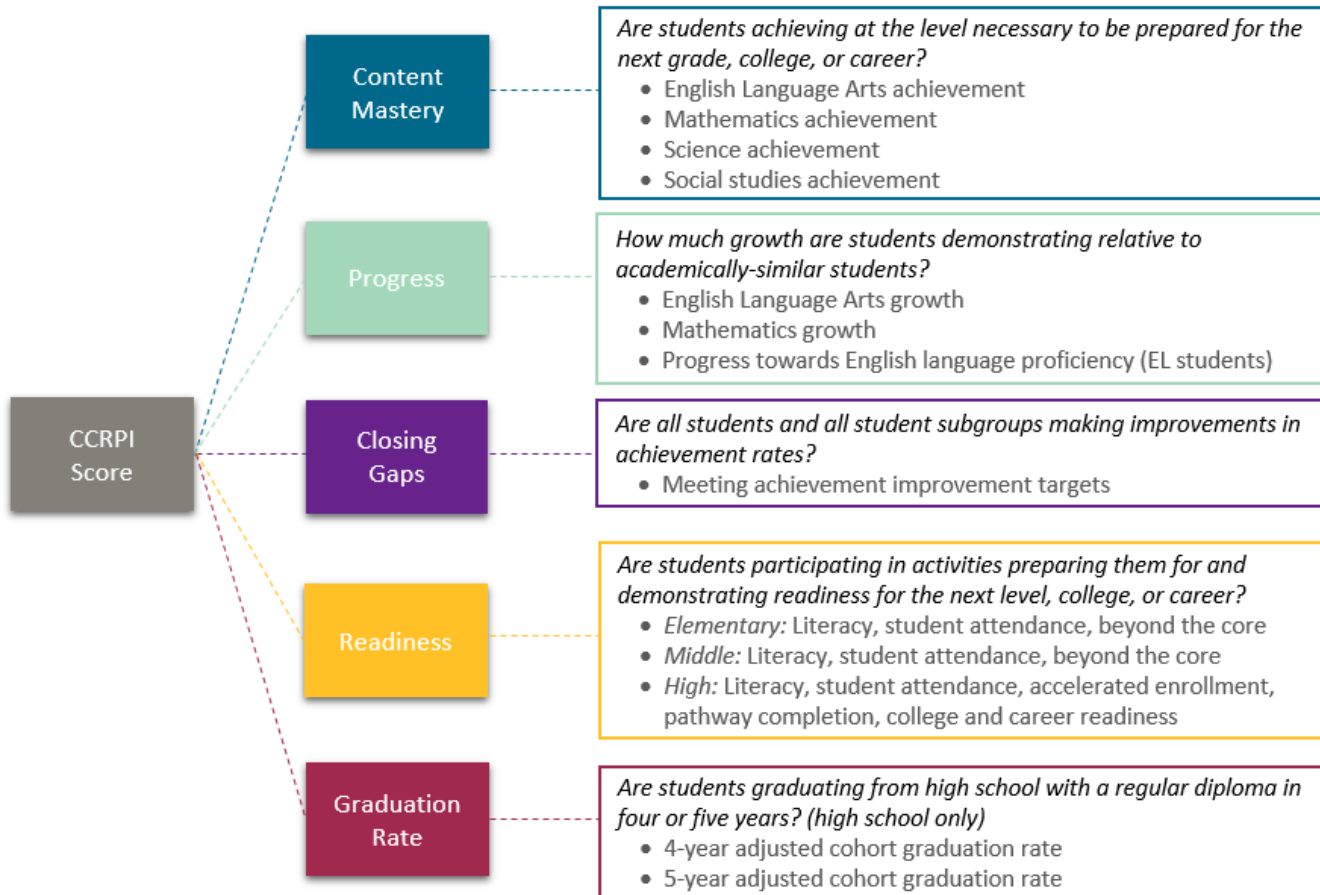 CCRPI
Score
Content
Mastery
Are students achieving at the level necessary to be prepared for the
next grade, college, or career?
• English Language Arts achievement
• Mathematics achievement
• Science achievement
• Social studies achievement
Progress
How much growth are students demonstrating relative to
academically-similar students?
• English Language Arts growth
• Mathematics growth
• Progress towards English language proficiency (EL students)
Closing
Gaps
Are all students and all student subgroups making improvements in
achievement rates?
• Meeting achievement improvement targets
Readiness
Are students participating in activities preparing them for and
demonstrating readiness for the next level, college, or career?
• Elementary: Literacy, student attendance, beyond the core
• Middle: Literacy, student attendance, beyond the core
• High: Literacy, student attendance, accelerated enrollment,
pathway completion, college and career readiness
Graduation
Rate
Are students graduating from high school with a regular diploma in
four or five years? (high school only)
• 4-year adjusted cohort graduation rate
• 5-year adjusted cohort graduation rate